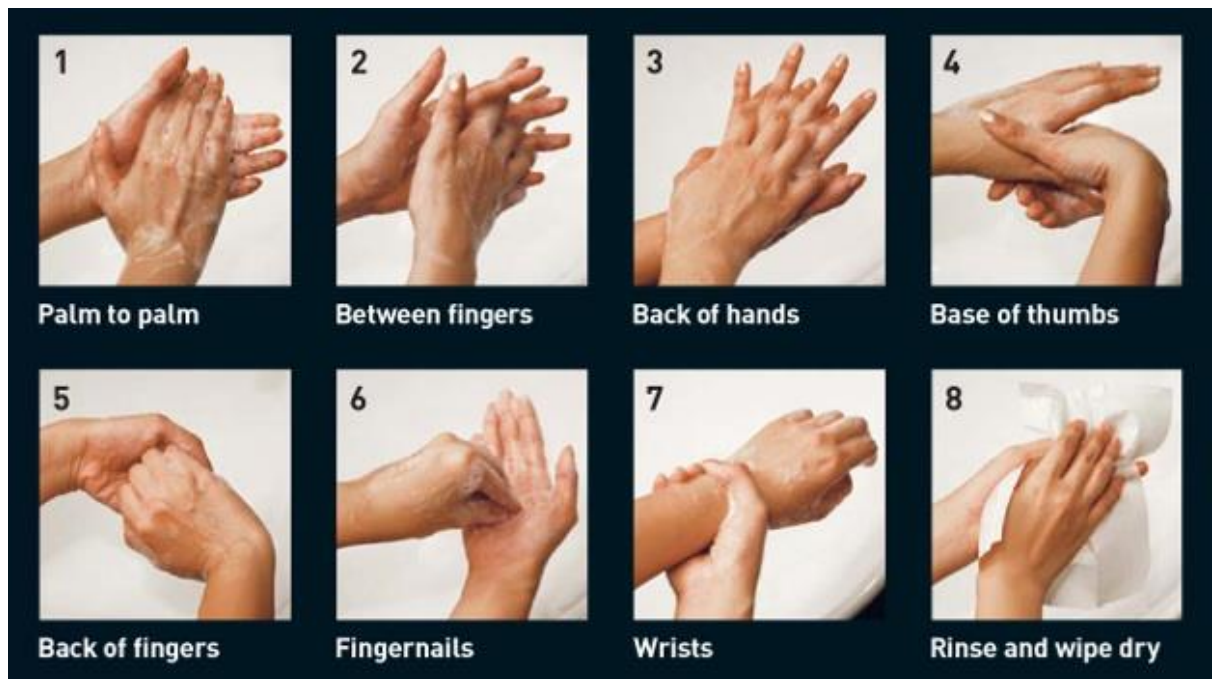 1
2
3
4
Palm to palm
Between fingers
Back of hands
Base of thumbs
5
6
7
8
Back of fingers
Fingernails
Wrists
Rinse and wipe dry